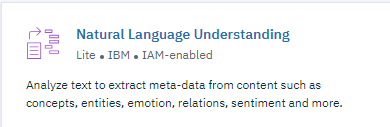 Natural Language Understanding
Lite • IBM • IAM-enabled
Analyze text to extract meta-data from content such as
concepts, entities, emotion, relations, sentiment and more.